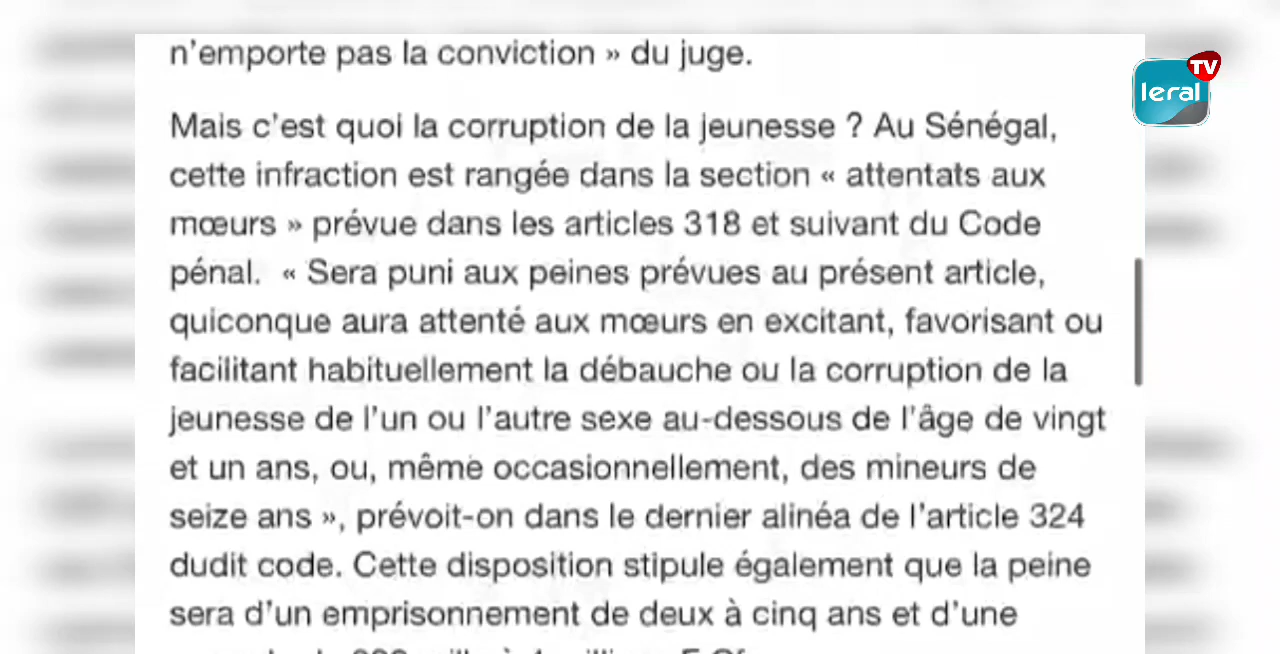 n'emporte pas la conviction » du juge.
Mais c'est quoi la corruption de la jeunesse ? Au Sénégal,
cette infraction est rangée dans la section « attentats aux
mœurs » prévue dans les articles 318 et suivant du Code
pénal. « Sera puni aux peines prévues au présent article,
quiconque aura attenté aux mœurs en excitant, favorisant ou
facilitant habituellement la débauche ou la corruption de la
jeunesse de l'un ou l'autre sexe au-dessous de l'âge de vingt
et un ans, ou, même occasionnellement, des mineurs de
seize ans », prévoit-on dans le dernier alinéa de l'article 324
dudit code. Cette disposition stipule également que la peine
sera d'un emprisonnement de deux à cinq ans et d'une
leral TV